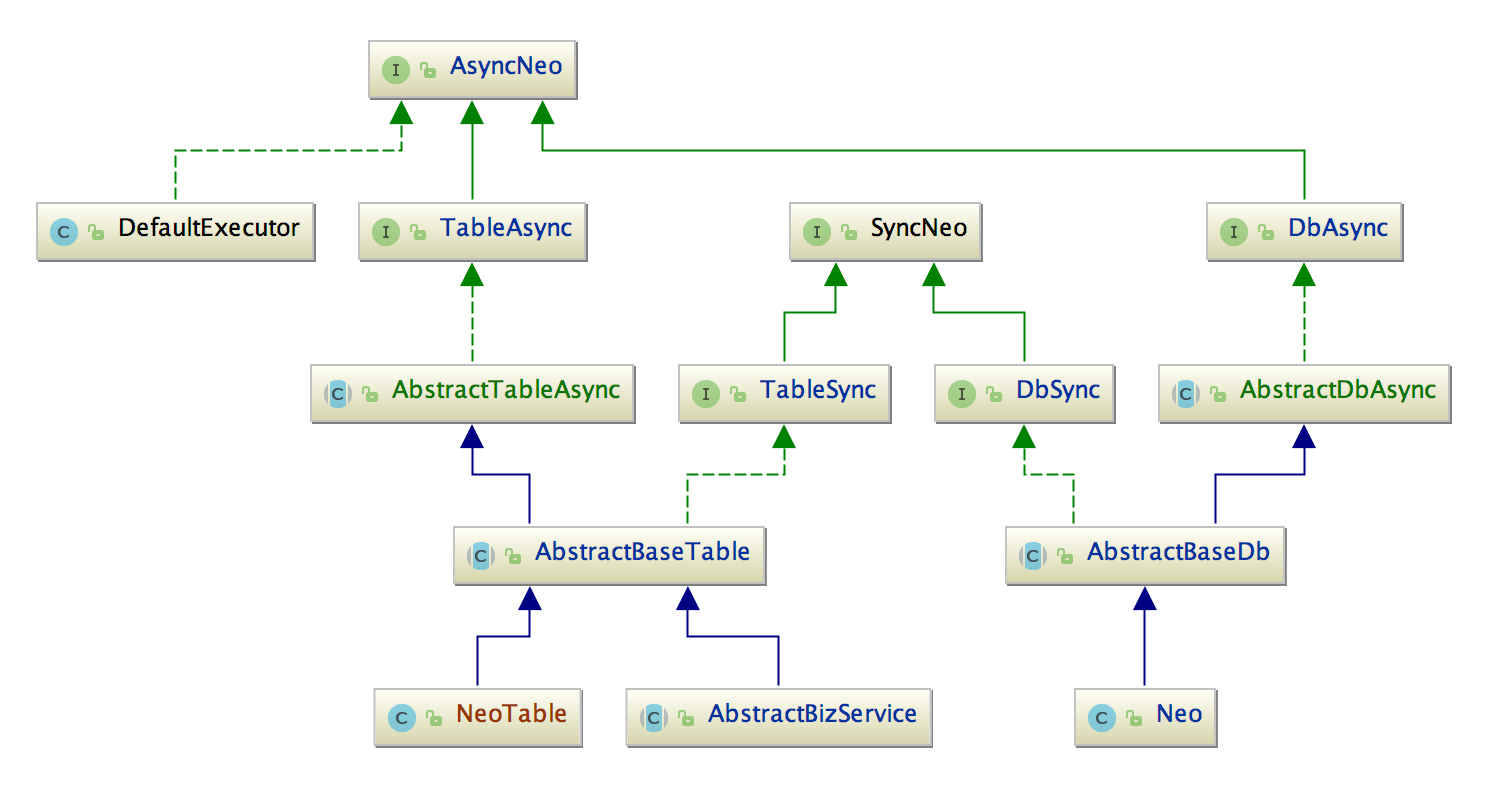 I AsyncNeo
C DefaultExecutor
I TableAsync
I SyncNeo
I DbAsync
C AbstractTableAsync
I TableSync
I DbSync
C AbstractDbAsync
C AbstractBaseTable
C AbstractBaseDb
C NeoTable
C AbstractBizService
C Neo